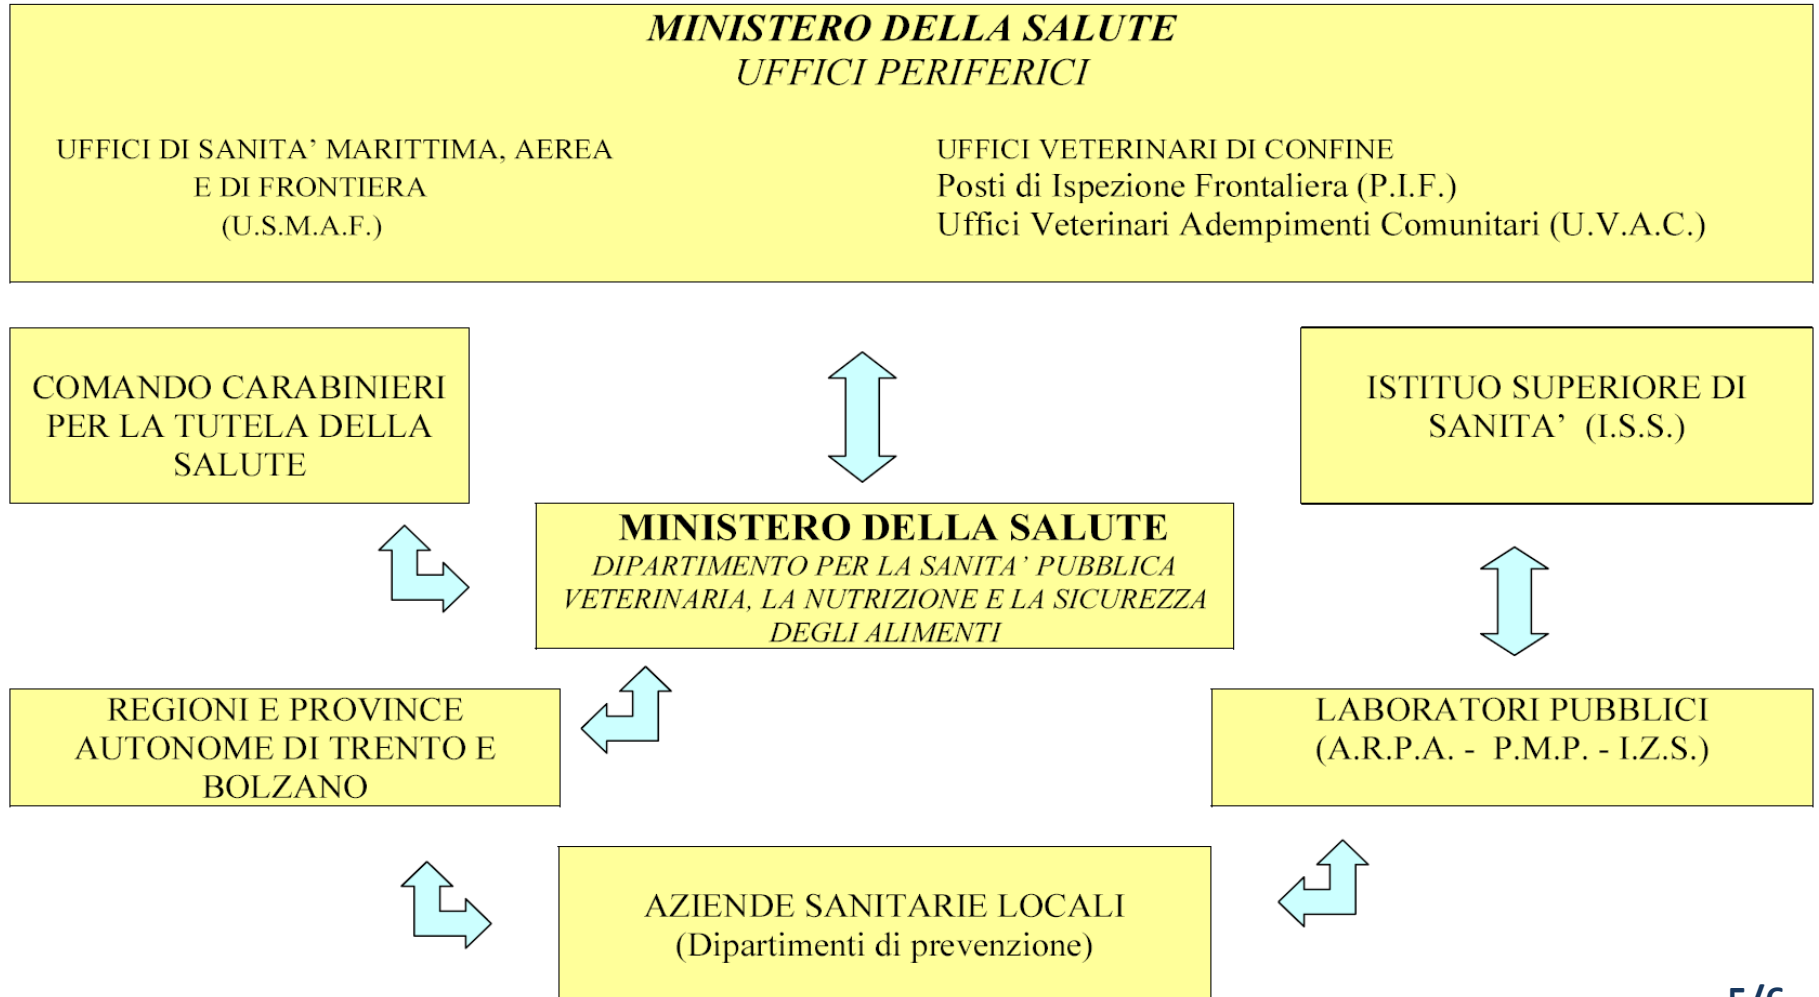 MINISTERO DELLA SALUTE
UFFICI PERIFERICI
UFFICI DI SANITA’ MARITTIMA, AEREA
E DI FRONTIERA
(U.S.M.A.F.)
UFFICI VETERINARI DI CONFINE
Posti di Ispezione Frontaliera (P.I.F.)
Uffici Veterinari Adempimenti Comunitari (U.V.A.C.)
COMANDO CARABINIERI
PER LA TUTELA DELLA
SALUTE
ISTITUO SUPERIORE DI
SANITA’ (I.S.S.)
MINISTERO DELLA SALUTE
DIPARTIMENTO PER LA SANITA’ PUBBLICA
VETERINARIA, LA NUTRIZIONE E LA SICUREZZA
DEGLI ALIMENTI
REGIONI E PROVINCE
AUTONOME DI TRENTO E
BOLZANO
LABORATORI PUBBLICI
(A.R.P.A. - P.M.P. - I.Z.S.)
AZIENDE SANITARIE LOCALI
(Dipartimenti di prevenzione)